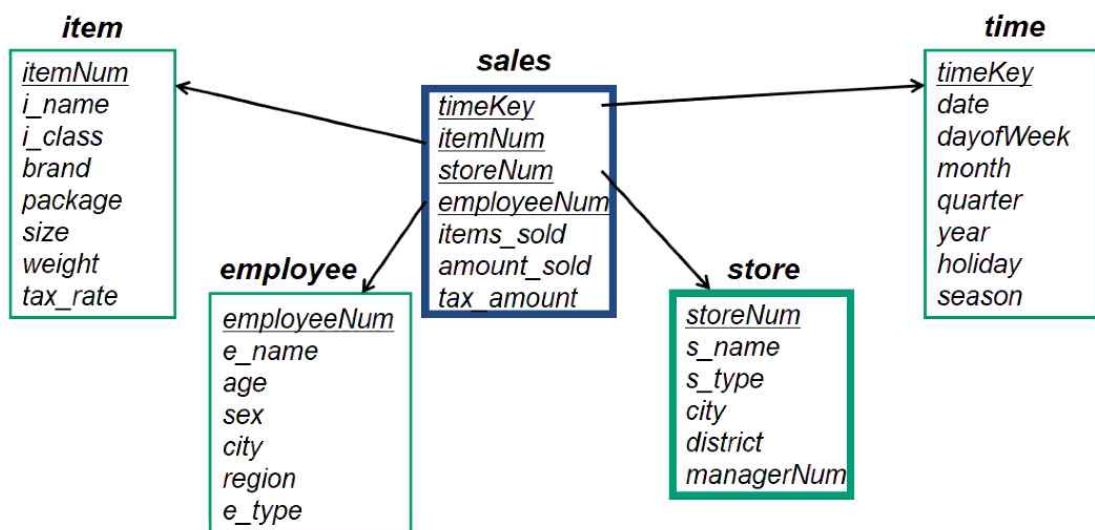 item
itemNum
i_name
i_class
brand
package
size
weight
tax_rate
sales
timeKey
itemNum
storeNum
employeeNum
items_sold
amount_sold
tax_amount
time
timeKey
date
dayofWeek
month
quarter
year
holiday
season
employee
employeeNum
e_name
age
sex
city
region
e_type
store
storeNum
s_name
s_type
city
district
managerNum